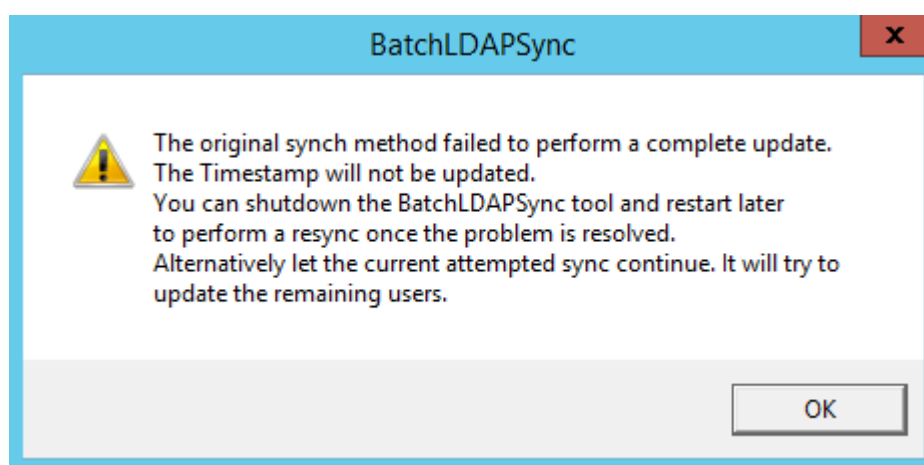 BatchLDAPSync
x
The original synch method failed to perform a complete update.
The Timestamp will not be updated.
You can shutdown the BatchLDAPSync tool and restart later
to perform a resync once the problem is resolved.
Alternatively let the current attempted sync continue. It will try to
update the remaining users.
OK